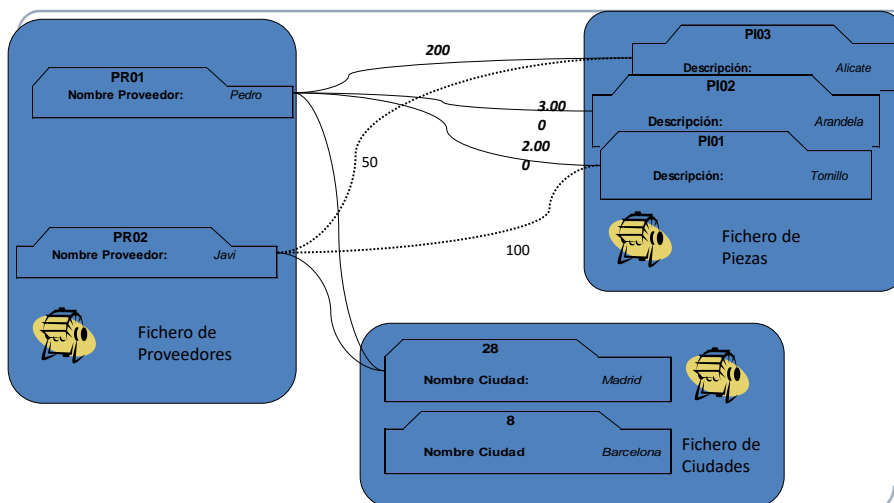 PR01
Nombre Proveedor: Pedro
PR02
Nombre Proveedor: Javi
Fichero de
Proveedores
200
3.00
0
2.00
0
50
100
PI03
Descripción: Alicate
PI02
Descripción: Arandela
PI01
Descripción: Tornillo
Fichero de
Piezas
28
Nombre Ciudad: Madrid
8
Nombre Ciudad Barcelona
Fichero de
Ciudades